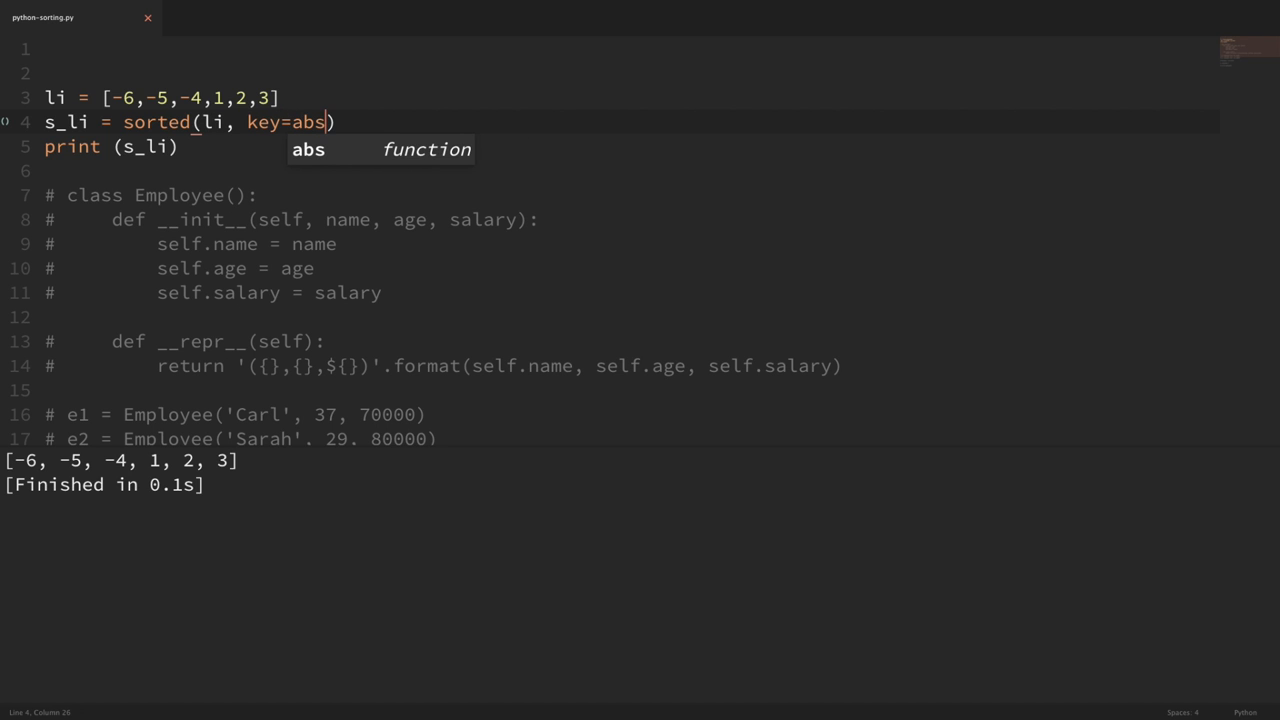 python-sorting.py
1
2
3 li = [-6,-5,-4,1,2,3]
() 4 s_li = sorted(li, key=abs)
5 print (s_li)
abs function
6
7 # class Employee():
8 #     def __init__(self, name, age, salary):
9 #         self.name = name
10 #         self.age = age
11 #         self.salary = salary
12
13 #     def __repr__(self):
14 #         return '({},{},${})'.format(self.name, self.age, self.salary)
15
16 # e1 = Employee('Carl', 37, 70000)
17 # e2 = Employee('Sarah', 29, 80000)
[-6, -5, -4, 1, 2, 3]
[Finished in 0.1s]
Line 4, Column 26
Spaces: 4
Python